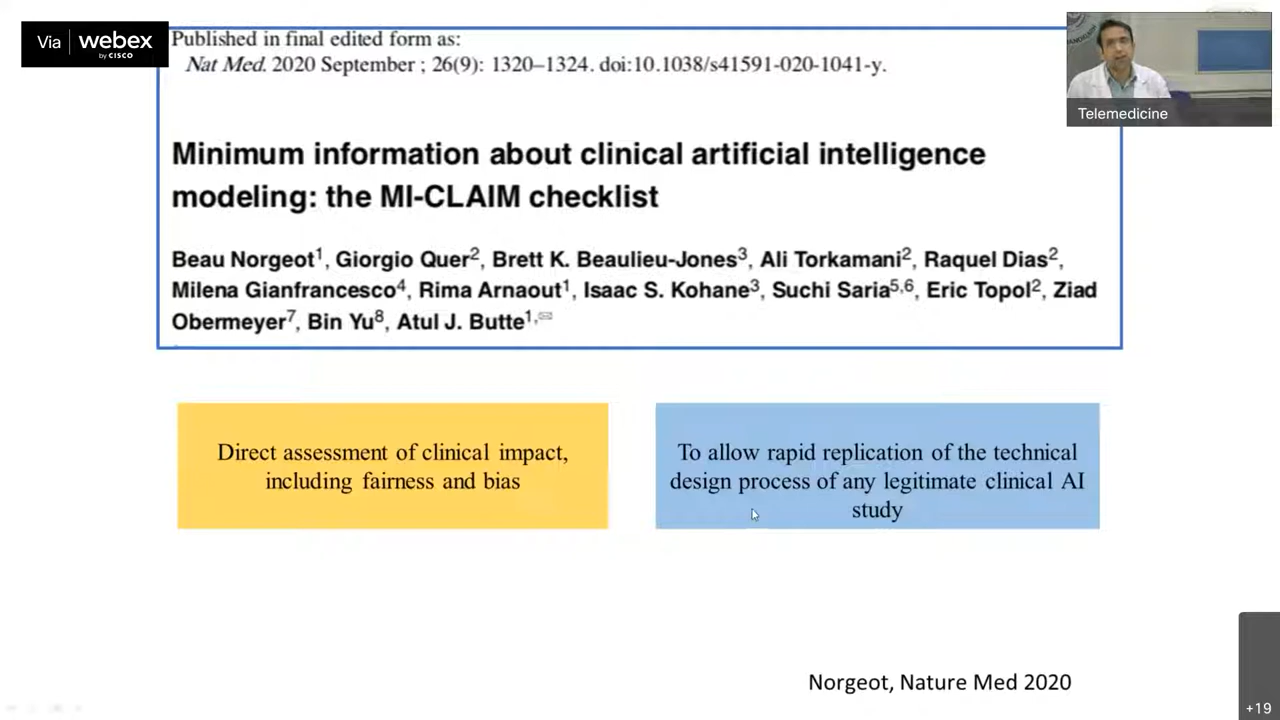 Via webex
by CISCO
Published in final edited form as:
Nat Med. 2020 September ; 26(9): 1320–1324. doi:10.1038/s41591-020-1041-y.
Telemedicine
Minimum information about clinical artificial intelligence
modeling: the MI-CLAIM checklist
Beau Norgeot1, Giorgio Quer2, Brett K. Beaulieu-Jones3, Ali Torkamani2, Raquel Dias2,
Milena Gianfrancesco4, Rima Arnaout1, Isaac S. Kohane3, Suchi Saria5,6, Eric Topol2, Ziad
Obermeyer7, Bin Yu8, Atul J. Butte1,✉
Direct assessment of clinical impact,
including fairness and bias
To allow rapid replication of the technical
design process of any legitimate clinical AI
study
Norgeot, Nature Med 2020
+19